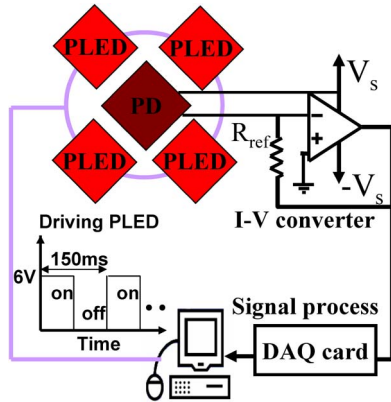 PLED PLED
PD
PLED PLED
Vs
−
+
Rref
-Vs
I-V converter
Driving PLED
150ms
6V
on off on
Time
Signal process
DAQ card